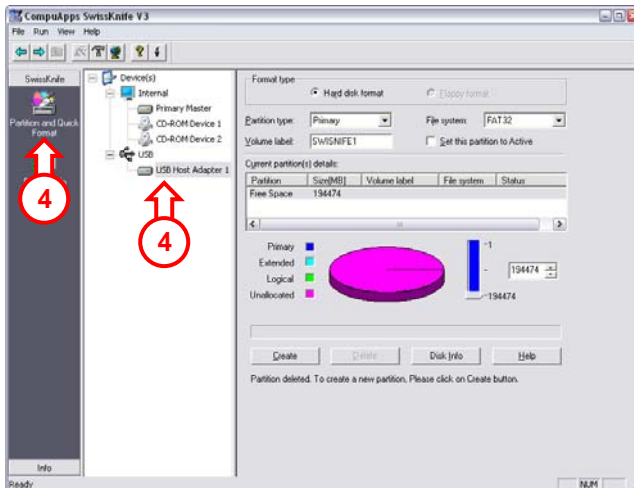 CompuApps SwissKnife V3
File Run View Help
SwissKnife
Partition and Quick Format
4
Info
Device(s)
Internal
Primary Master
CD-ROM Device 1
CD-ROM Device 2
USB
USB Host Adapter 1
4
Format type
Hard disk format
Floppy format
Partition type: Primary
File system: FAT32
Volume label: SWISNIFE1
Set this partition to Active
Current partition(s) details:
Partition Size(MB) Volume label File system Status
Free Space 194474
Primary
Extended
Logical
Unallocated
-1
-
-194474
194474
Create Delete Disk Info Help
Partition deleted. To create a new partition, Please click on Create button.
Ready
NUM